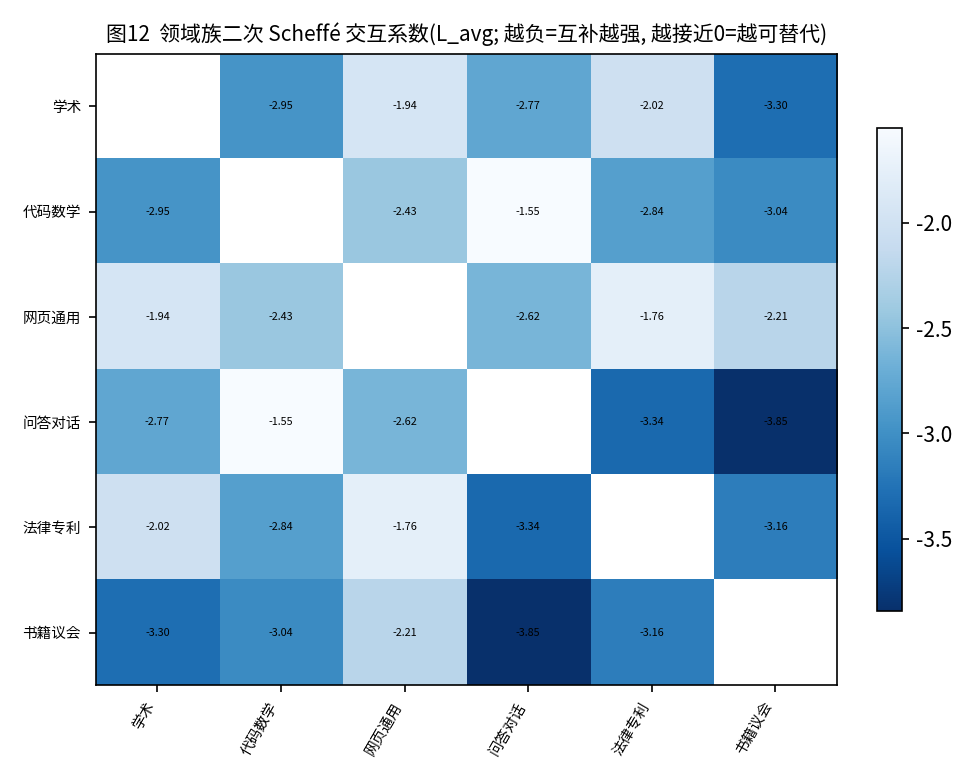 图12 领域族二次 Scheffé 交互系数(L_avg; 越负=互补越强, 越接近0=越可替代)
学术 -2.95 -1.94 -2.77 -2.02 -3.30
代码数学 -2.95 -2.43 -1.55 -2.84 -3.04
网页通用 -1.94 -2.43 -2.62 -1.76 -2.21
问答对话 -2.77 -1.55 -2.62 -3.34 -3.85
法律专利 -2.02 -2.84 -1.76 -3.34 -3.16
书籍议会 -3.30 -3.04 -2.21 -3.85 -3.16
学术 代码数学 网页通用 问答对话 法律专利 书籍议会
-2.0
-2.5
-3.0
-3.5